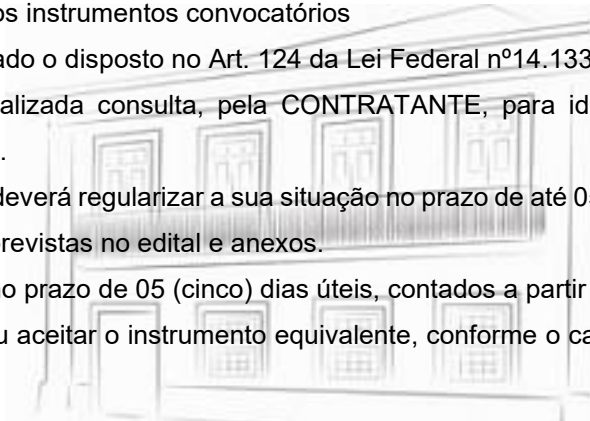 os instrumentos convocatórios
ado o disposto no Art. 124 da Lei Federal nº14.133
alizada consulta, pela CONTRATANTE, para id
.
deverá regularizar a sua situação no prazo de até 0
revistas no edital e anexos.
no prazo de 05 (cinco) dias úteis, contados a partir
u aceitar o instrumento equivalente, conforme o ca